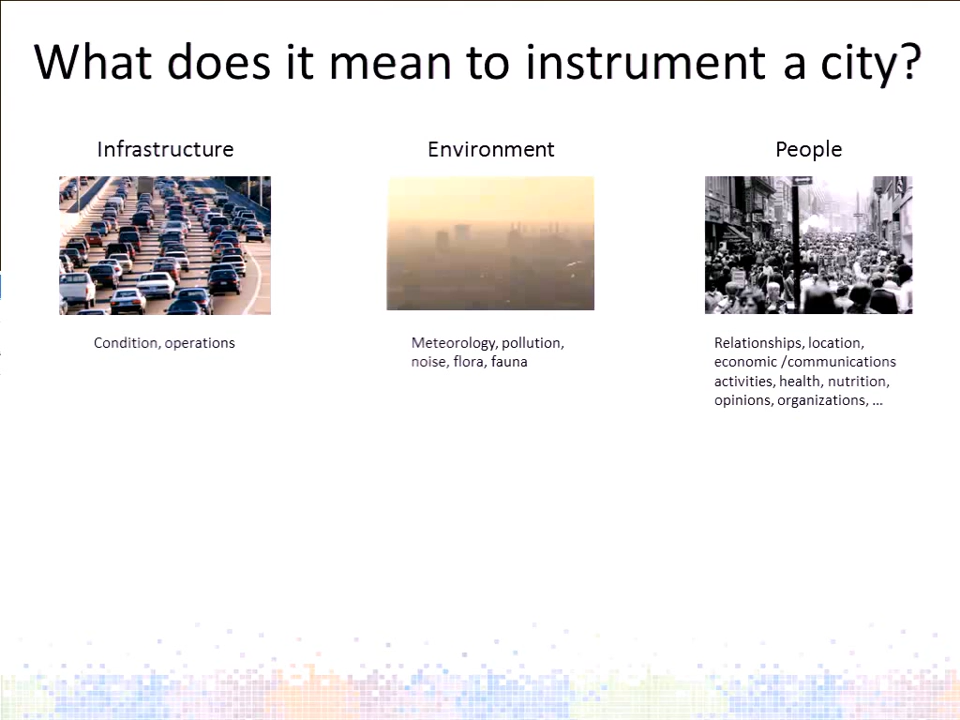 What does it mean to instrument a city?
Infrastructure
Environment
People
Condition, operations
Meteorology, pollution,
noise, flora, fauna
Relationships, location,
economic /communications
activities, health, nutrition,
opinions, organizations, ...